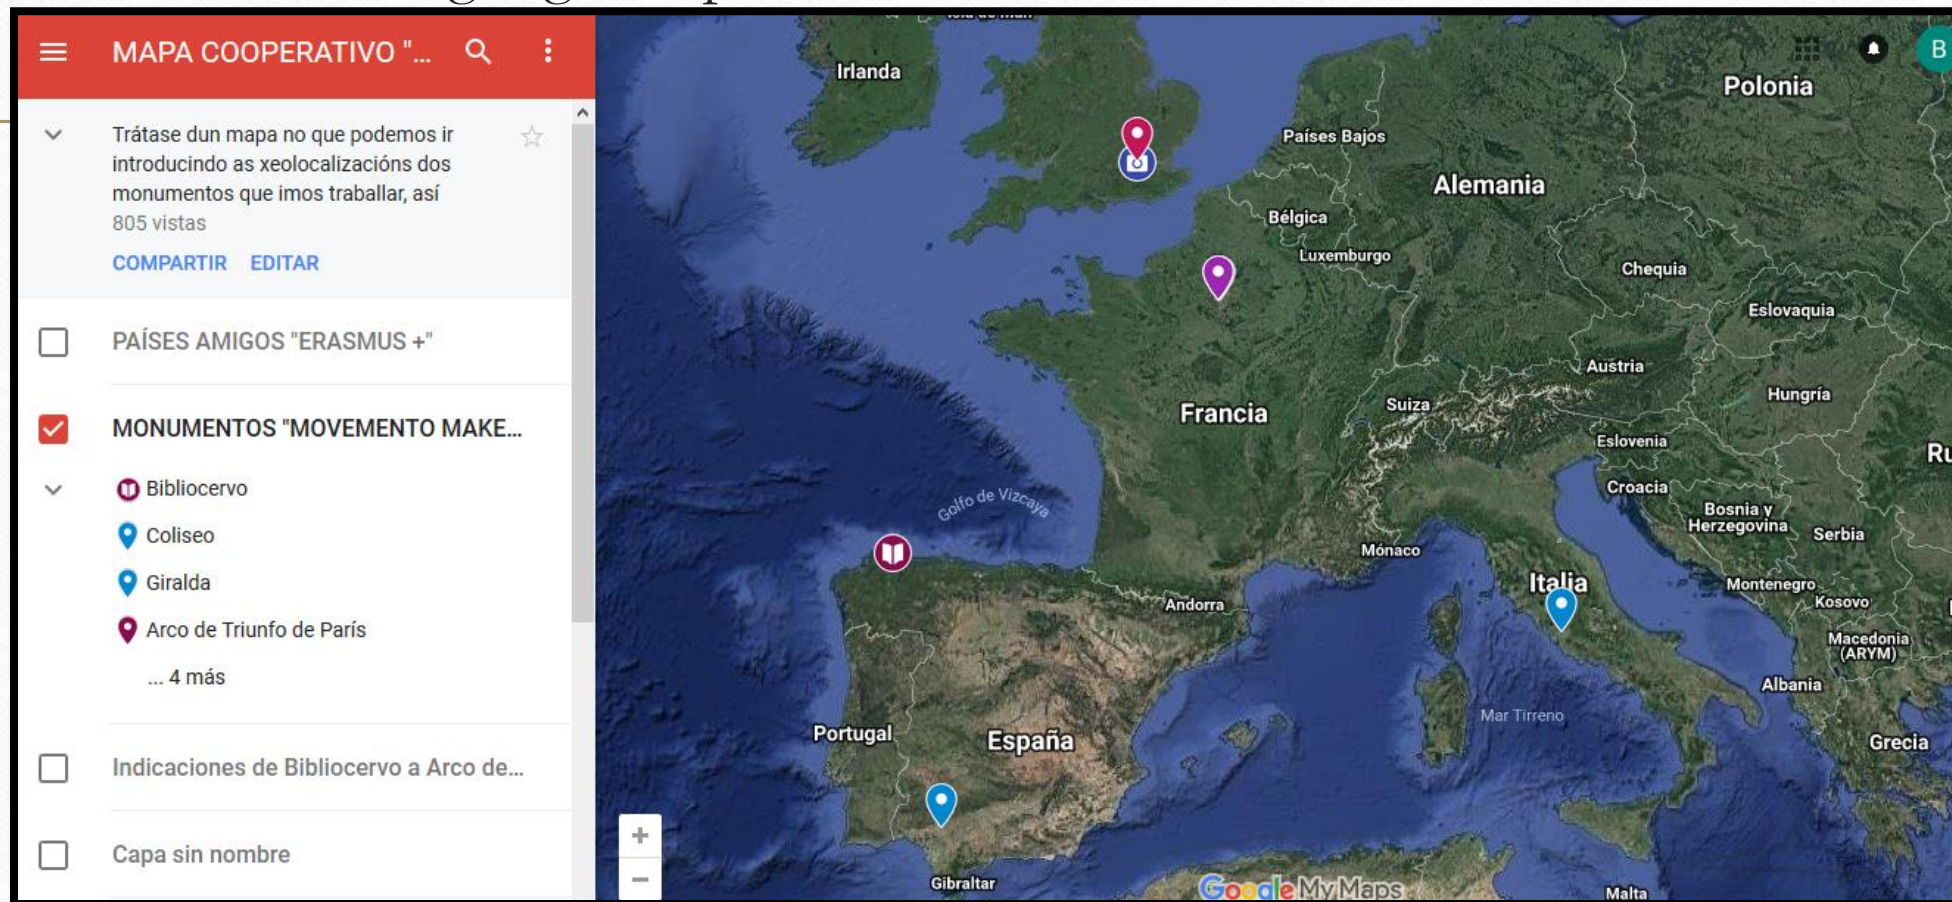 MAPA COOPERATIVO "...
Trátase dun mapa no que podemos ir
introducindo as xeolocalizacións dos
monumentos que imos traballar, así
805 vistas
COMPARTIR EDITAR
PAÍSES AMIGOS "ERASMUS +"
MONUMENTOS "MOVEMENTO MAKE...
Bibliocervo
Coliseo
Giralda
Arco de Triunfo de París
... 4 más
Indicaciones de Bibliocervo a Arco de...
Capa sin nombre
B
Irlanda
Polonia
Países Bajos
Alemania
Bélgica
Luxemburgo
Chequia
Eslovaquia
Austria
Hungría
Francia
Suiza
Eslovenia
Croacia
Bosnia y
Herzegovina
Serbia
Golfo de Vizcaya
Mónaco
Italia
Montenegro
Kosovo
Andorra
Macedonia
(ARYM)
Albania
Mar Tirreno
Portugal
España
Grecia
Gibraltar
Google My Maps
Malta